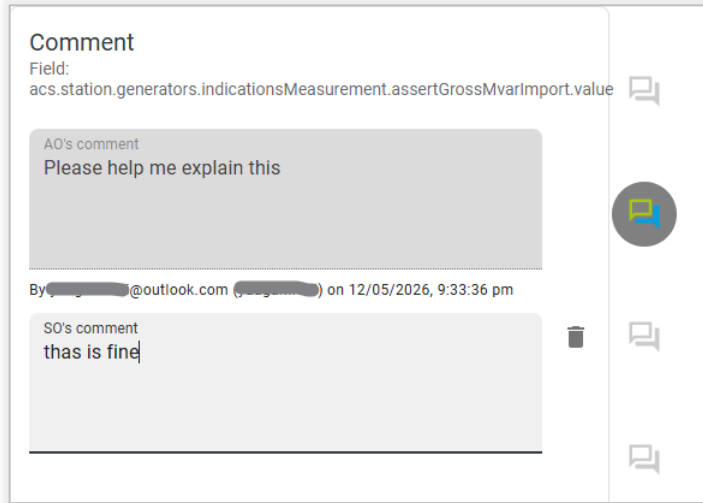 Comment
Field:
acs.station.generators.indicationsMeasurement.assertGrossMvarImport.value
AO's comment
Please help me explain this
By @outlook.com ( ) on 12/05/2026, 9:33:36 pm
SO's comment
thas is fine